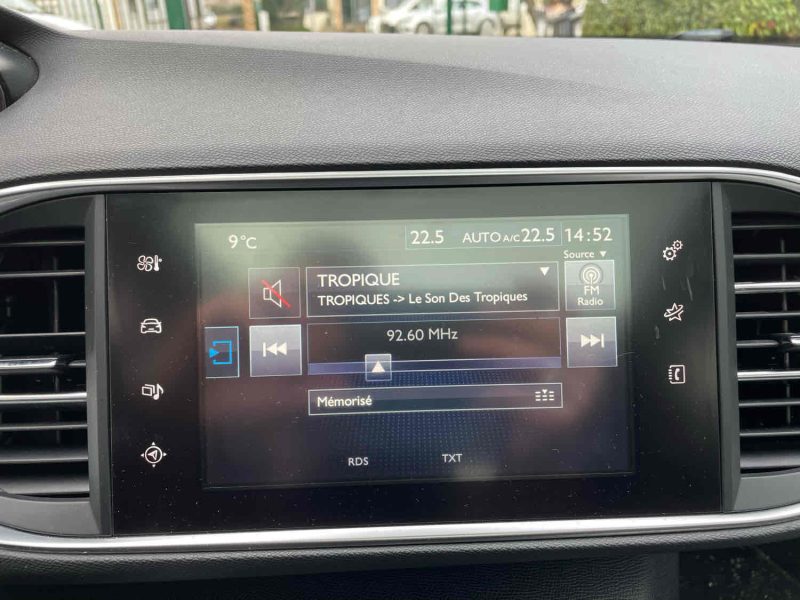 9°C
22.5 AUTO A/C 22.5 14:52
Source ▼
TROPIQUE
TROPIQUES -> Le Son Des Tropiques
FM
Radio
92.60 MHz
Mémorisé
RDS TXT